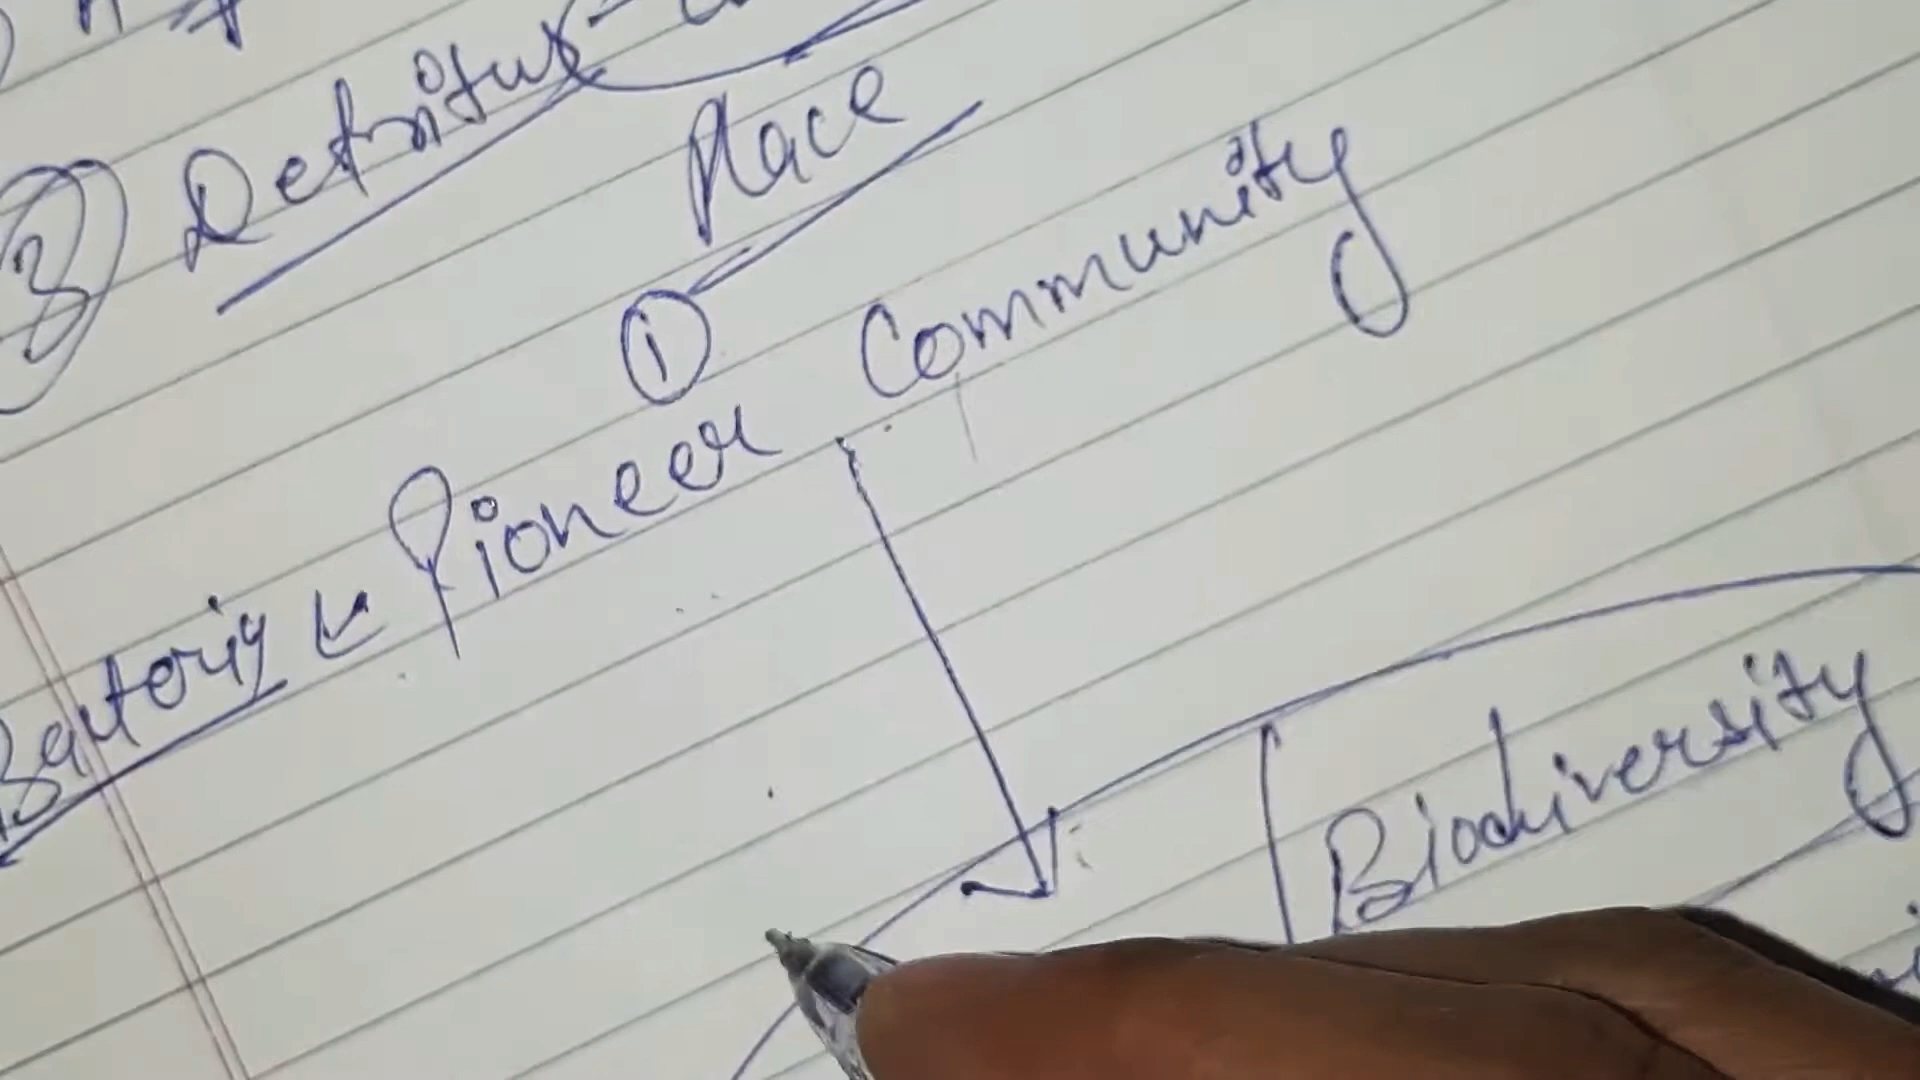 ③ Detritus -
Place
① Pioneer Community
Bactoria
Biodiversity